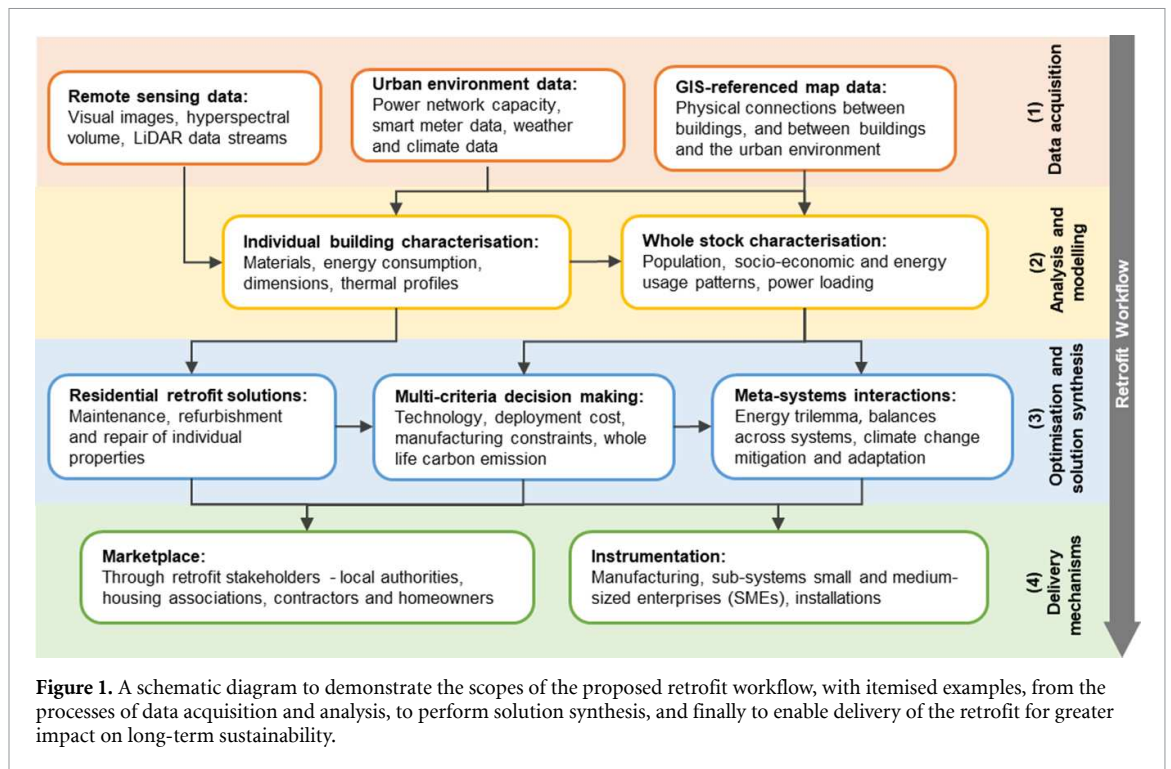 Remote sensing data:
Visual images, hyperspectral
volume, LiDAR data streams
Urban environment data:
Power network capacity,
smart meter data, weather
and climate data
GIS-referenced map data:
Physical connections between
buildings, and between buildings
and the urban environment
(1)
Data acquisition
Individual building characterisation:
Materials, energy consumption,
dimensions, thermal profiles
Whole stock characterisation:
Population, socio-economic and energy
usage patterns, power loading
(2)
Analysis and
modelling
Residential retrofit solutions:
Maintenance, refurbishment
and repair of individual
properties
Multi-criteria decision making:
Technology, deployment cost,
manufacturing constraints, whole
life carbon emission
Meta-systems interactions:
Energy trilemma, balances
across systems, climate change
mitigation and adaptation
(3)
Optimisation and
solution synthesis
Marketplace:
Through retrofit stakeholders - local authorities,
housing associations, contractors and homeowners
Instrumentation:
Manufacturing, sub-systems small and medium-
sized enterprises (SMEs), installations
(4)
Delivery
mechanisms
Retrofit Workflow
Figure 1. A schematic diagram to demonstrate the scopes of the proposed retrofit workflow, with itemised examples, from the
processes of data acquisition and analysis, to perform solution synthesis, and finally to enable delivery of the retrofit for greater
impact on long-term sustainability.